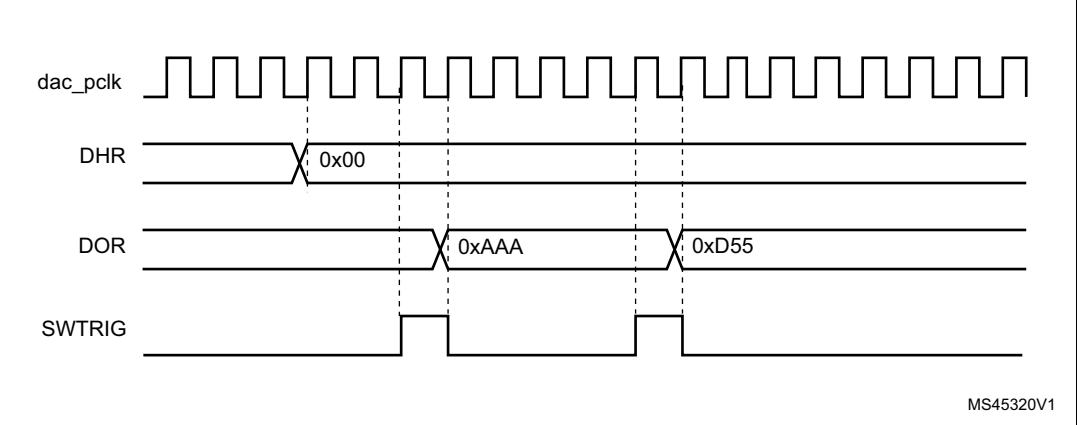 dac_pclk
DHR 0x00
DOR 0xAAA 0xD55
SWTRIG
MS45320V1